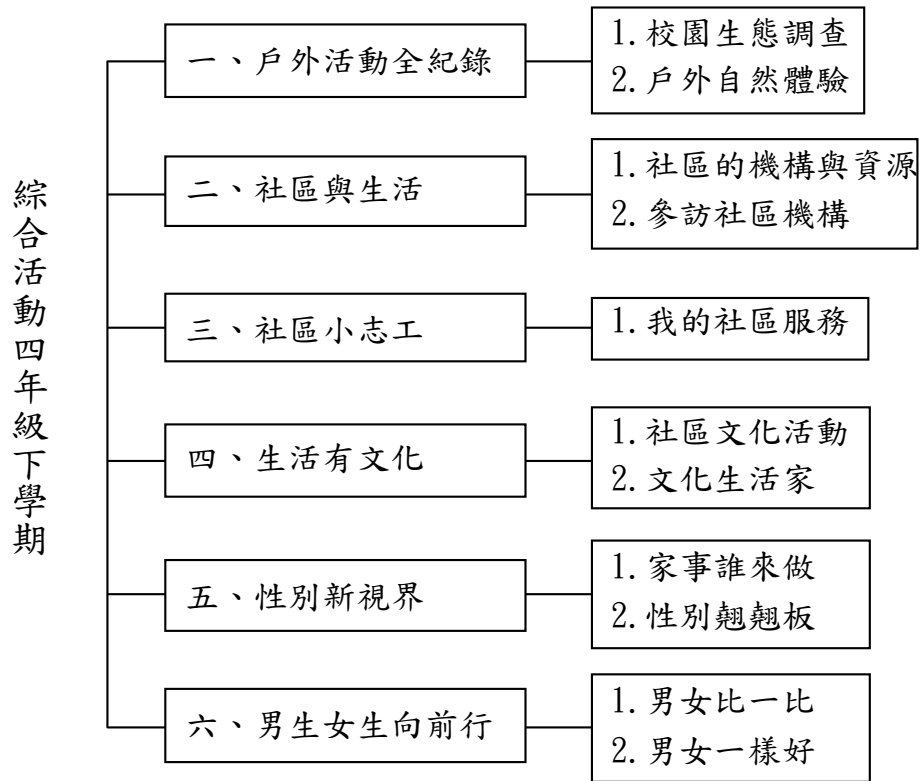 綜合活動四年級下學期
一、戶外活動全紀錄
1.校園生態調查
2.戶外自然體驗
二、社區與生活
1.社區的機構與資源
2.參訪社區機構
三、社區小志工
1.我的社區服務
四、生活有文化
1.社區文化活動
2.文化生活家
五、性別新視界
1.家事誰來做
2.性別翹翹板
六、男生女生向前行
1.男女比一比
2.男女一樣好